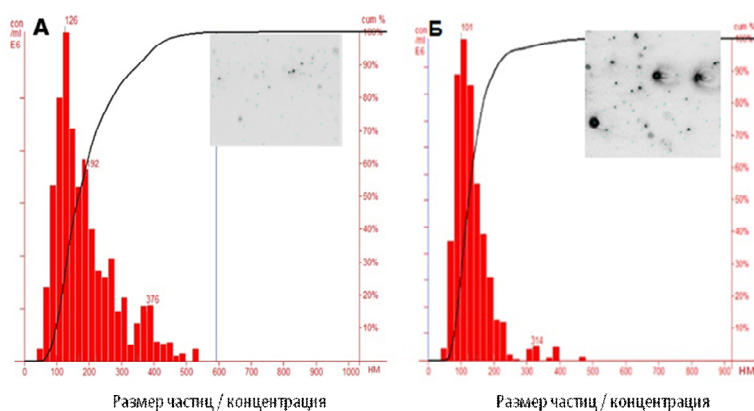 А
con
/ml
E6
126
192
376
cum %
100%
90%
80%
70%
60%
50%
40%
30%
20%
10%
0 100 200 300 400 500 600 700 800 900 1000 НМ
Размер частиц / концентрация
Б
con
/ml
E6
101
314
cum %
100%
90%
80%
70%
60%
50%
40%
30%
20%
10%
0 100 200 300 400 500 600 700 800 900 НМ
Размер частиц / концентрация